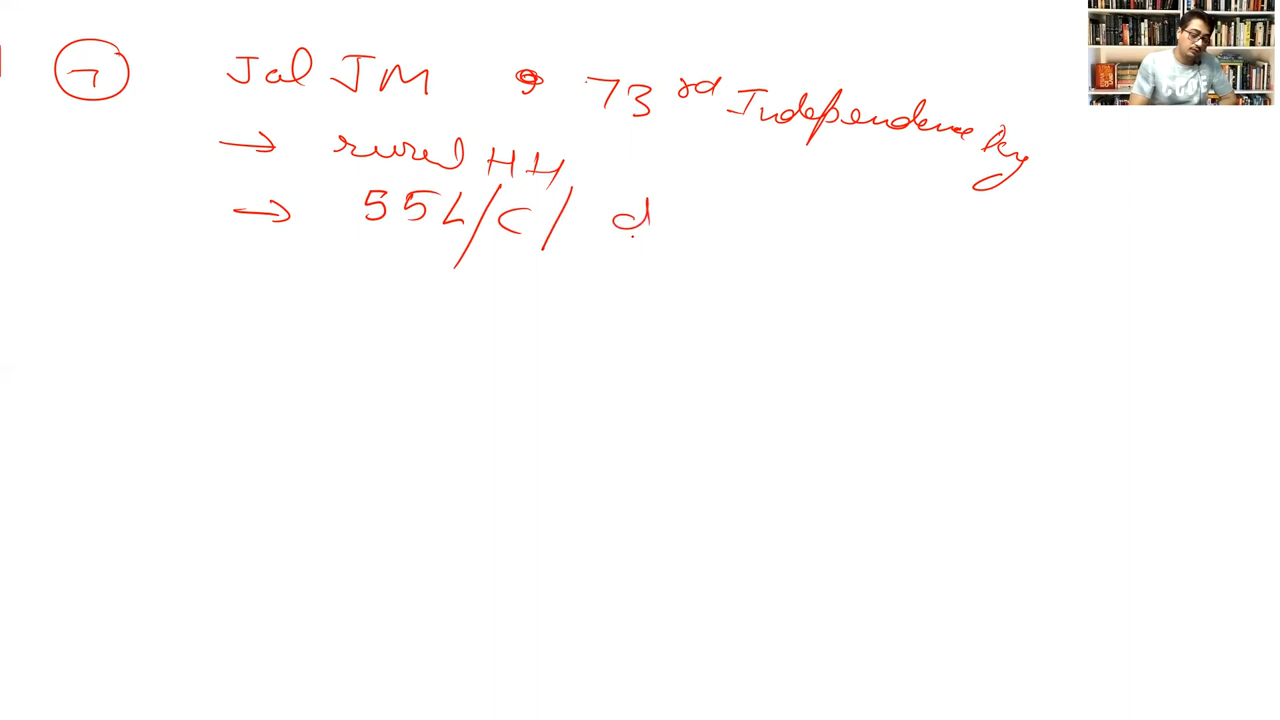 7 Jal JM 73rd Independence Day
→ rural HH
→ 55L/C/ d